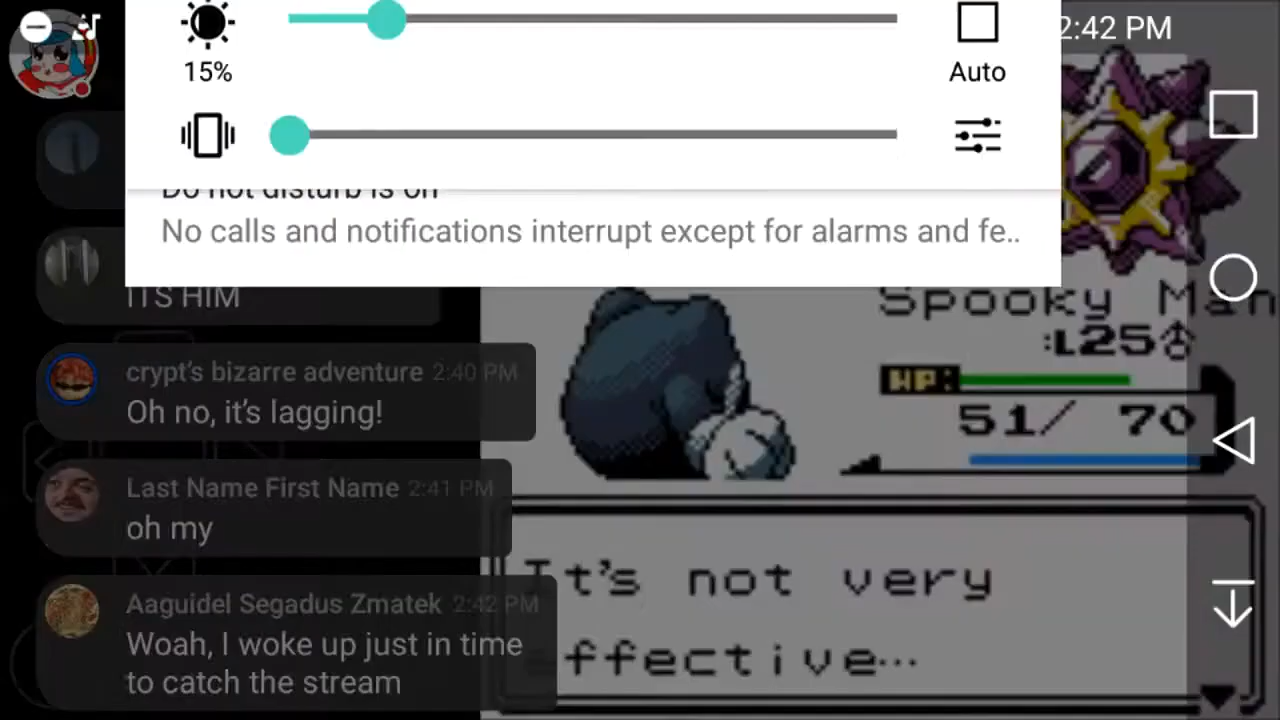 2:42 PM
15%
Auto
Do not disturb is on
No calls and notifications interrupt except for alarms and fe..
ITS HIM
crypt's bizarre adventure 2:40 PM
Oh no, it's lagging!
Last Name First Name 2:41 PM
oh my
Aaguidel Segadus Zmatek 2:42 PM
Woah, I woke up just in time
to catch the stream
Spooky Man
:L25♂
HP:
51/ 70
It's not very
effective…